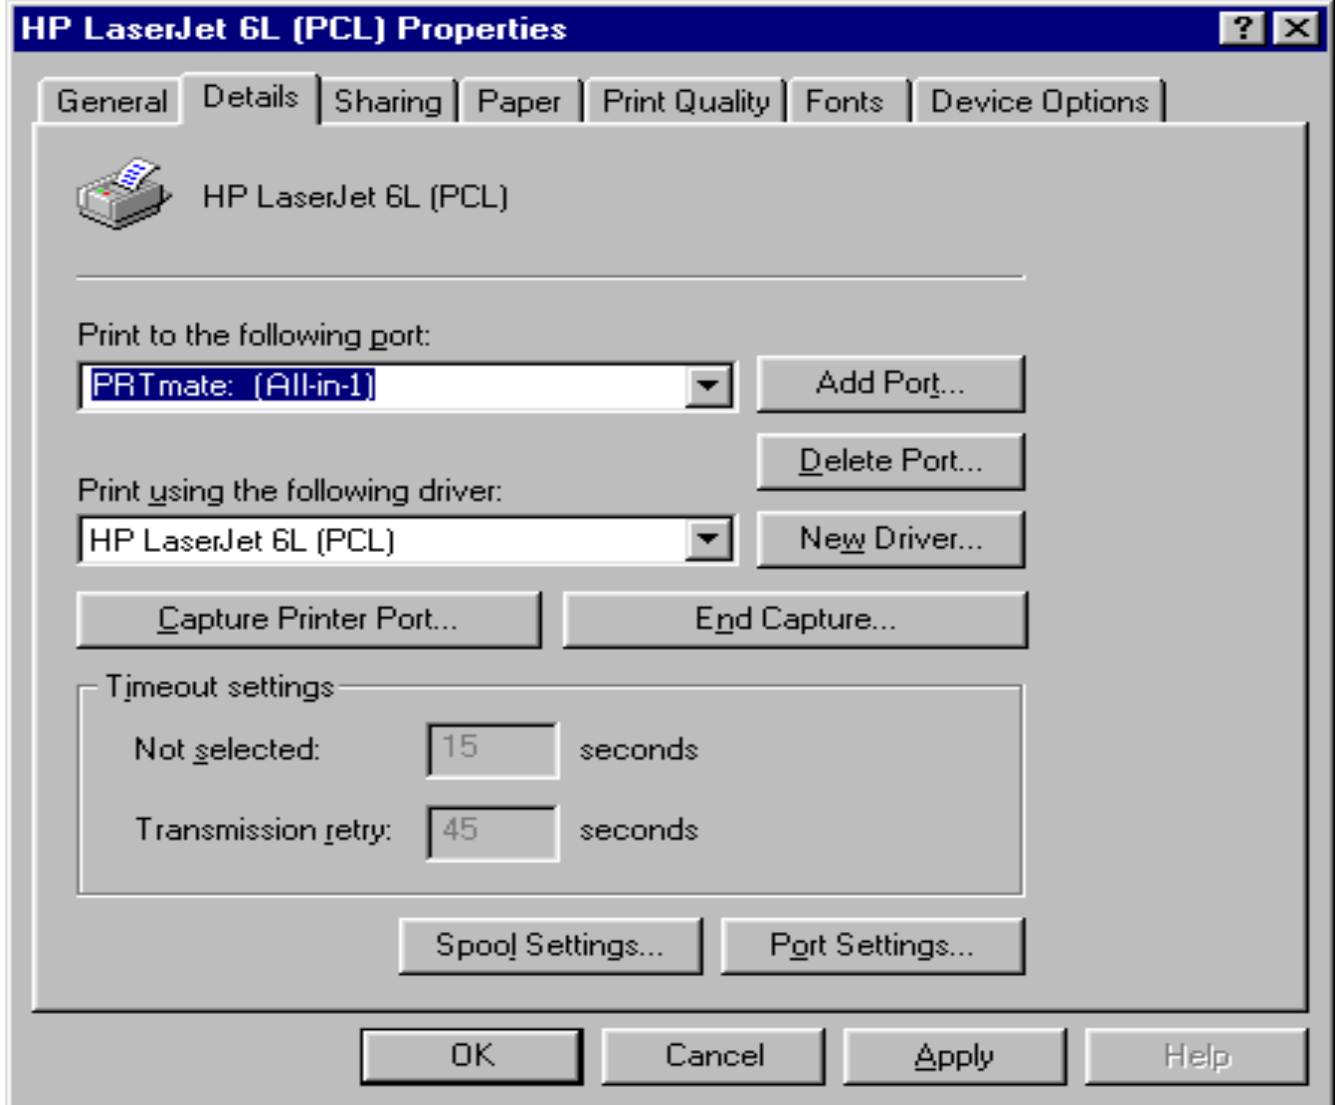 HP LaserJet 6L (PCL) Properties
General Details Sharing Paper Print Quality Fonts Device Options
HP LaserJet 6L (PCL)
Print to the following port:
PRTmate: (All-in-1) Add Port...
Delete Port...
Print using the following driver:
HP LaserJet 6L (PCL) New Driver...
Capture Printer Port... End Capture...
Timeout settings
Not selected: 15 seconds
Transmission retry: 45 seconds
Spool Settings... Port Settings...
OK Cancel Apply Help